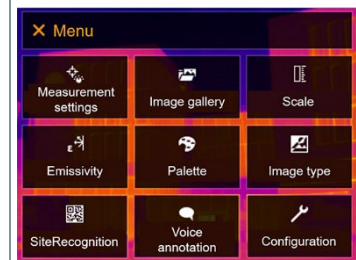 × Menu
Measurement
settings
Image gallery
Scale
ε
Emissivity
Palette
Image type
SiteRecognition
Voice
annotation
Configuration